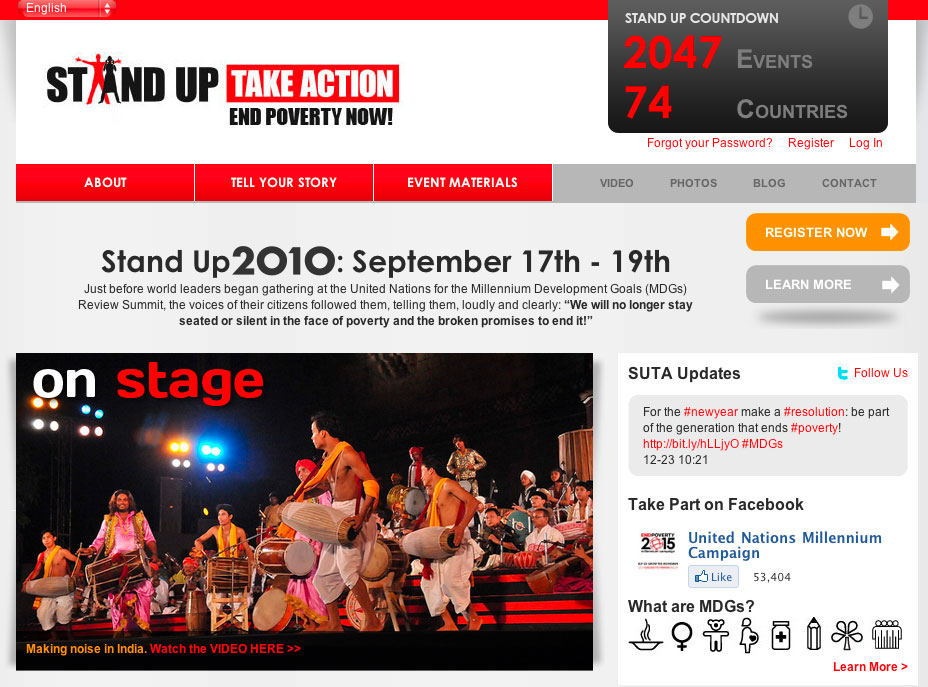 English
STAND UP COUNTDOWN
2047 EVENTS
74 COUNTRIES
STAND UP TAKE ACTION
END POVERTY NOW!
Forgot your Password? Register Log In
ABOUT TELL YOUR STORY EVENT MATERIALS VIDEO PHOTOS BLOG CONTACT
REGISTER NOW
LEARN MORE
Stand Up2010: September 17th - 19th
Just before world leaders began gathering at the United Nations for the Millennium Development Goals (MDGs)
Review Summit, the voices of their citizens followed them, telling them, loudly and clearly: “We will no longer stay
seated or silent in the face of poverty and the broken promises to end it!”
on stage
Making noise in India. Watch the VIDEO HERE >>
SUTA Updates Follow Us
For the #newyear make a #resolution: be part
of the generation that ends #poverty!
http://bit.ly/hLLjyO #MDGs
12-23 10:21
Take Part on Facebook
END POVERTY
2015
United Nations Millennium
Campaign
Like 53,404
What are MDGs?
Learn More >